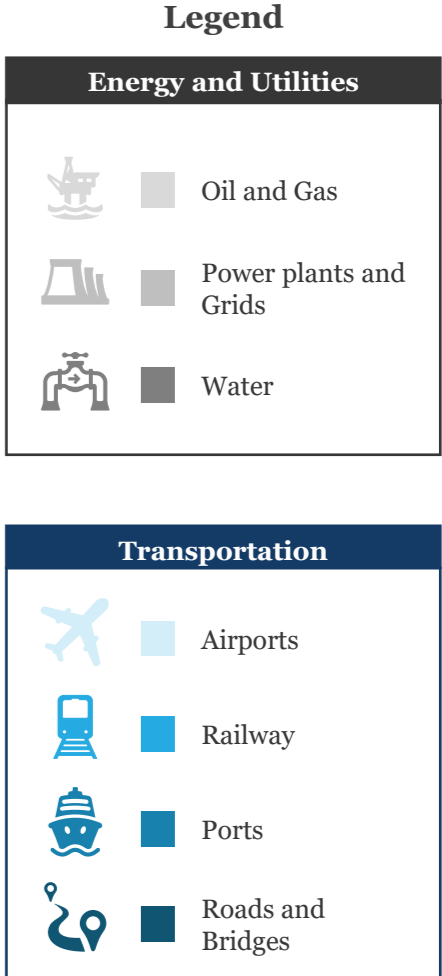 Legend
Energy and Utilities
Oil and Gas
Power plants and
Grids
Water
Transportation
Airports
Railway
Ports
Roads and
Bridges